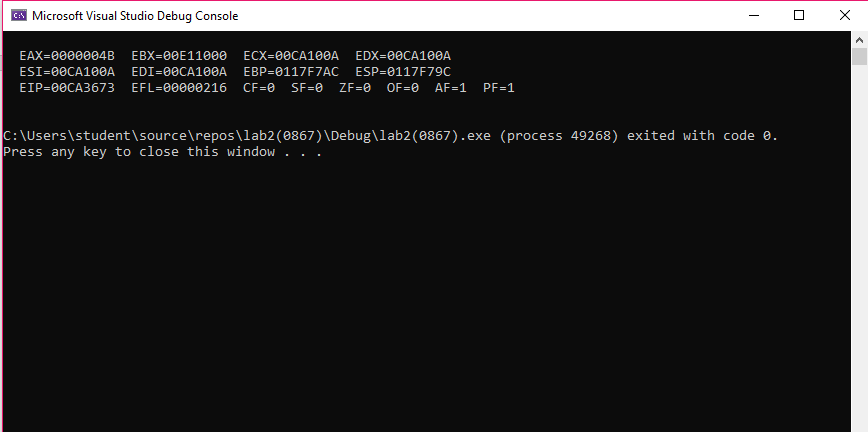 Microsoft Visual Studio Debug Console
EAX=0000004B EBX=00E11000 ECX=00CA100A EDX=00CA100A
ESI=00CA100A EDI=00CA100A EBP=0117F7AC ESP=0117F79C
EIP=00CA3673 EFL=00000216 CF=0 SF=0 ZF=0 OF=0 AF=1 PF=1
C:\Users\student\source\repos\lab2(0867)\Debug\lab2(0867).exe (process 49268) exited with code 0.
Press any key to close this window . . .